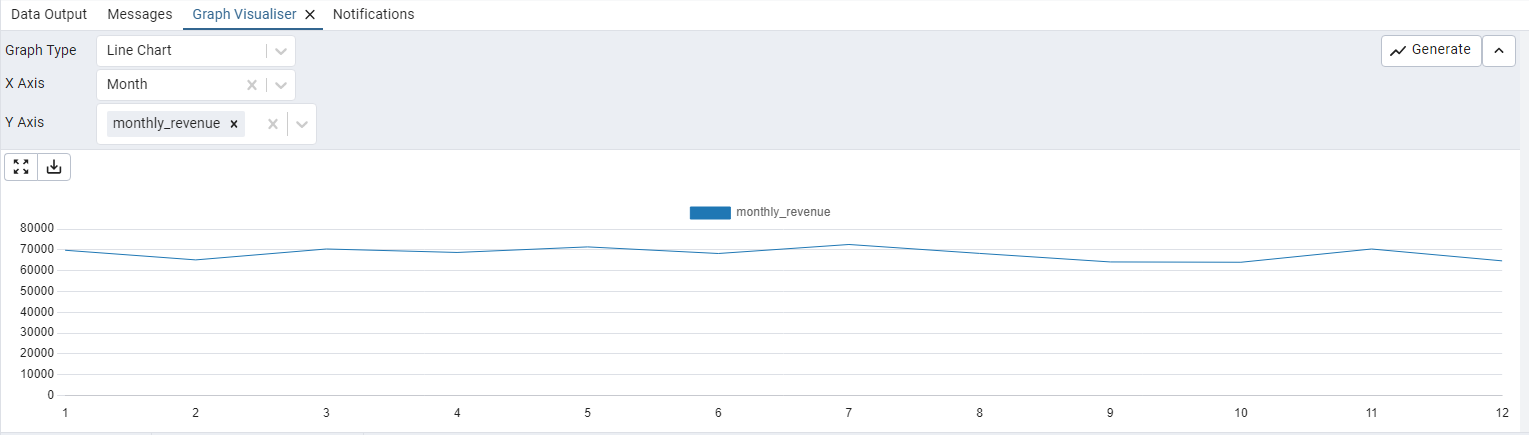 Data Output Messages Graph Visualiser Notifications
Graph Type Line Chart Generate
X Axis Month
Y Axis monthly_revenue
monthly_revenue
80000
70000
60000
50000
40000
30000
20000
10000
0
1 2 3 4 5 6 7 8 9 10 11 12